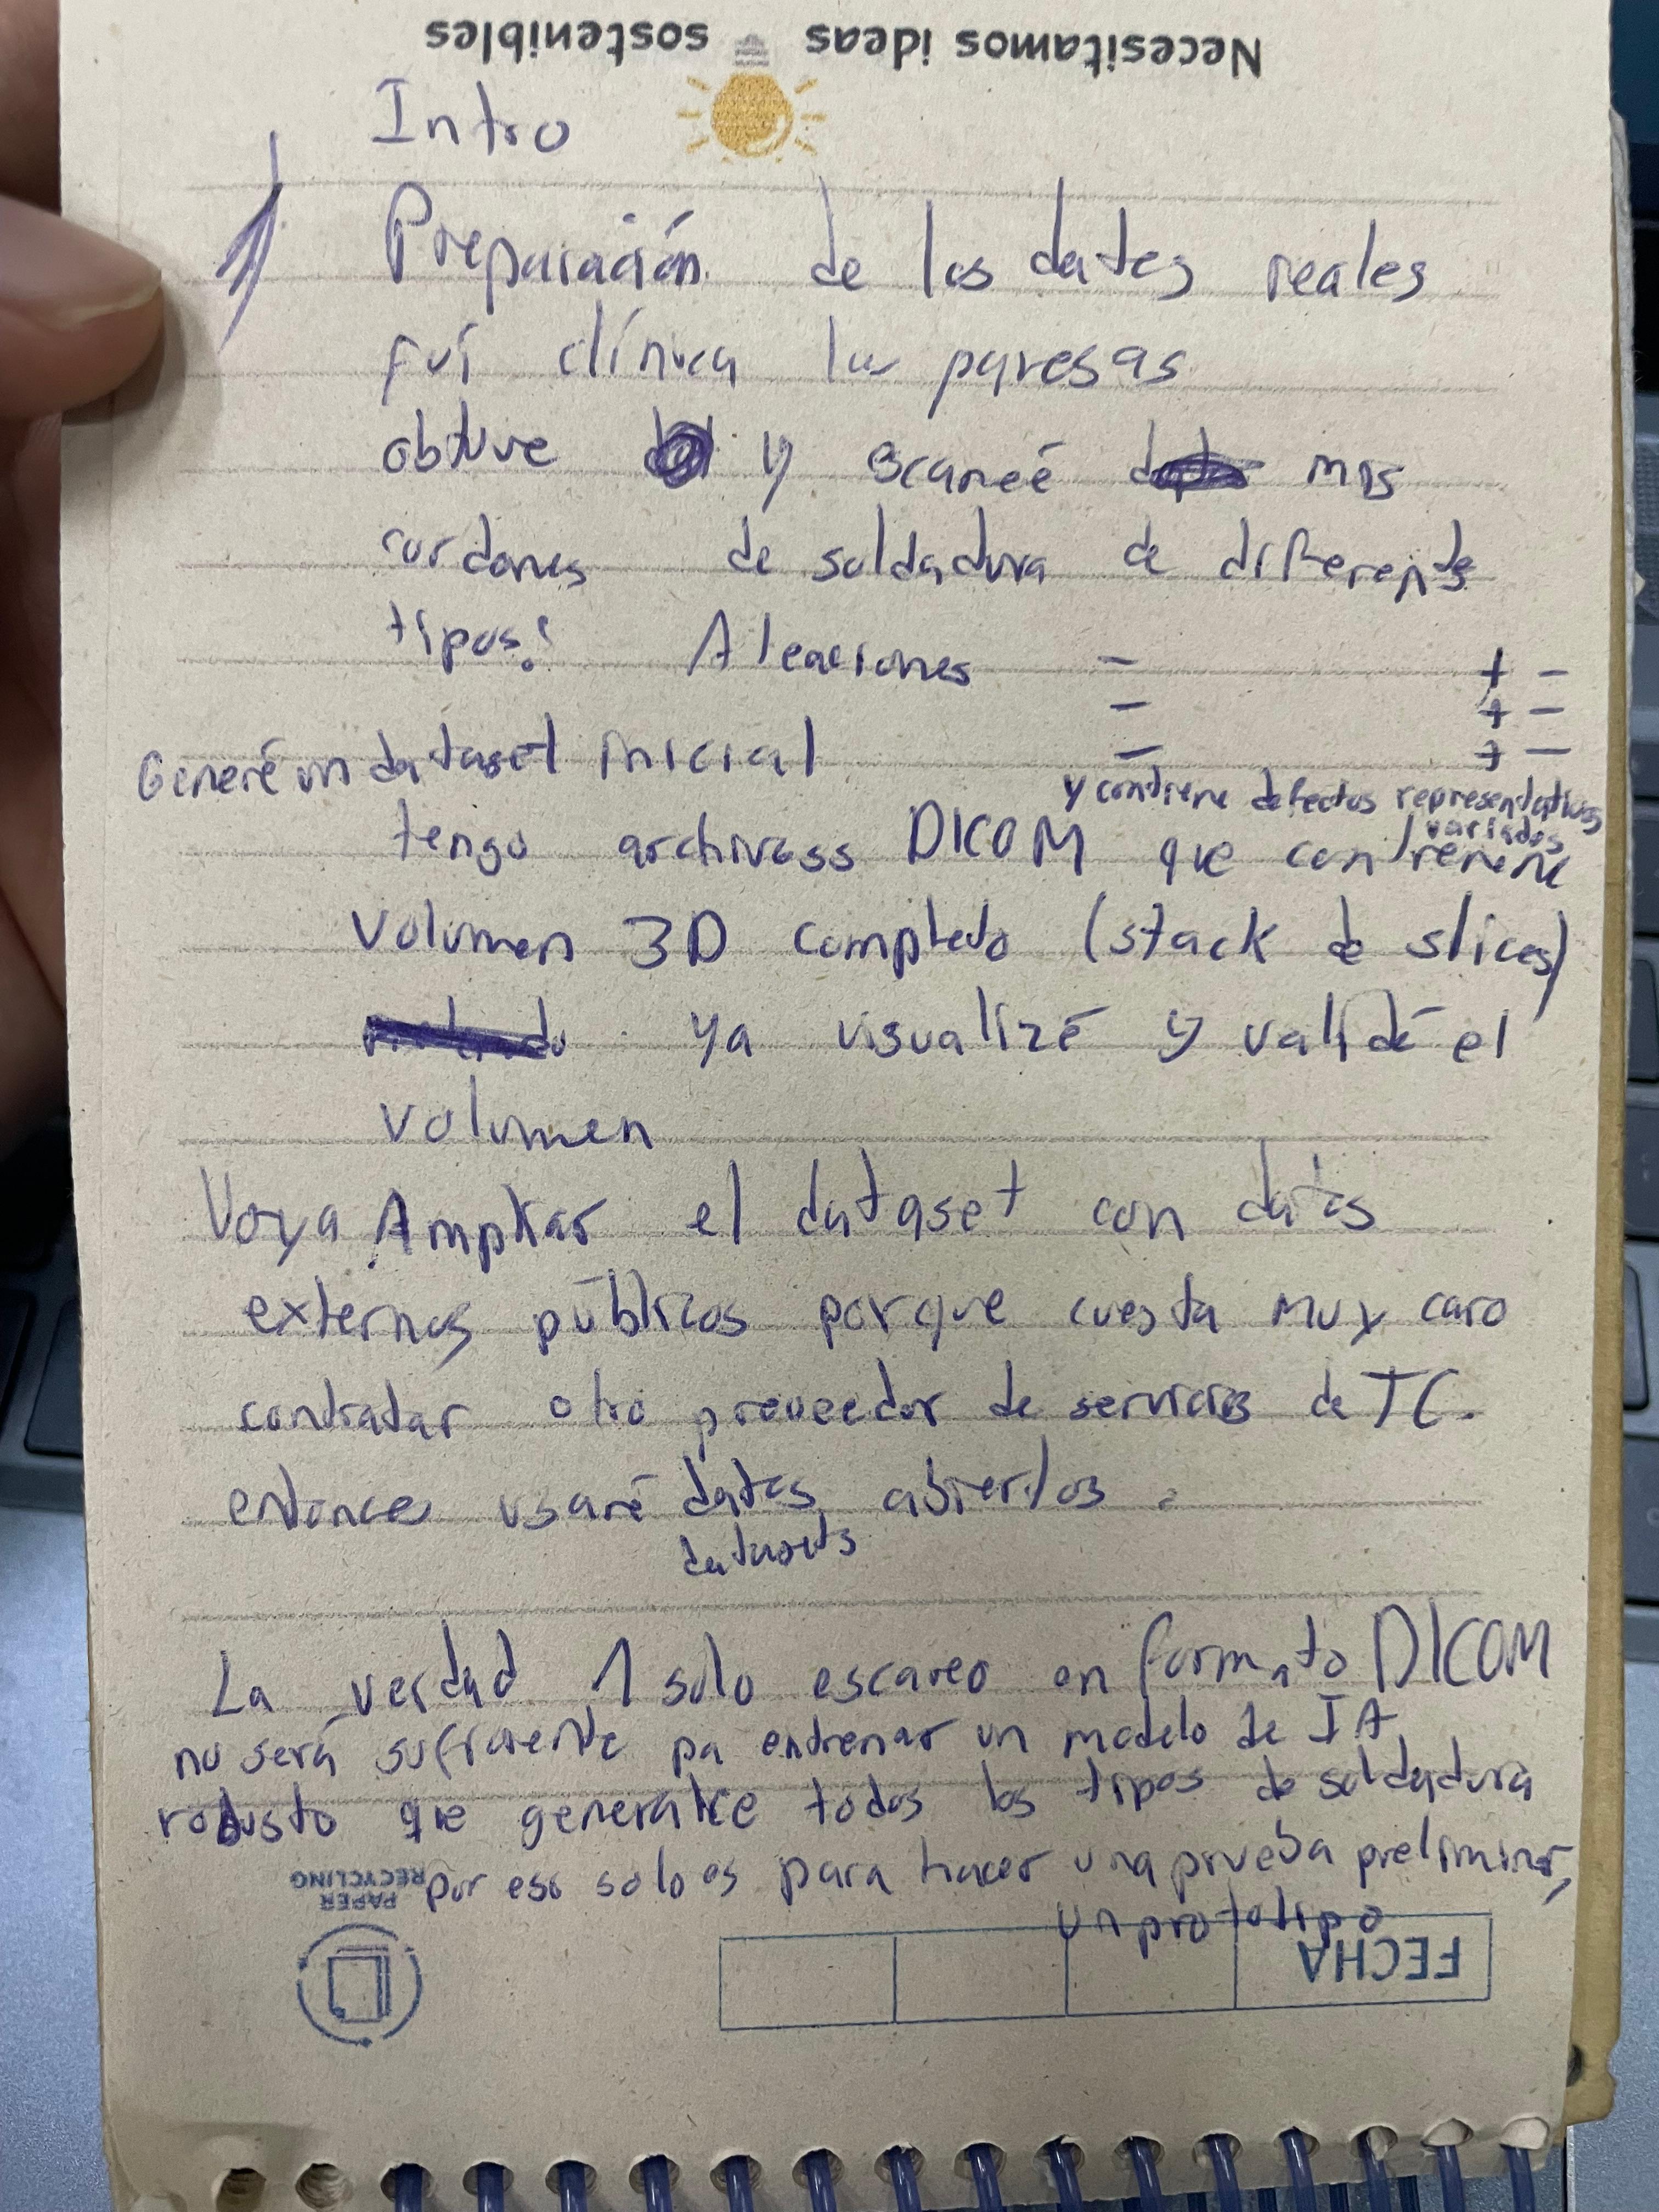 Necesitamos ideas sostenibles
Intro
1) Preparación de los datos reales
fuí clínica las paresas
obtuve y escaneé mis
cordones de soldadura de diferentes
tipos: Aleaciones - + -
- + -
- + -
Generé un dataset inicial
y contiene defectos representativos
variados
tengo archivoss DICOM que contienene
volumen 3D completo (stack de slices)
ya visualizé y validé el
volumen
Voy a Ampliar el dataset con datos
externos públicos porque cuesta muy caro
contratar otro proveedor de servicios de TC.
entonces usaré datos abiertos.
datasets
La verdad 1 solo escaneo en formato DICOM
no será suficiente pa entrenar un modelo de IA
robusto que generalice todos los tipos de soldadura
por eso solo es para hacer una prueba preliminar,
un prototipo
PAPER
RECYCLING
FECHA